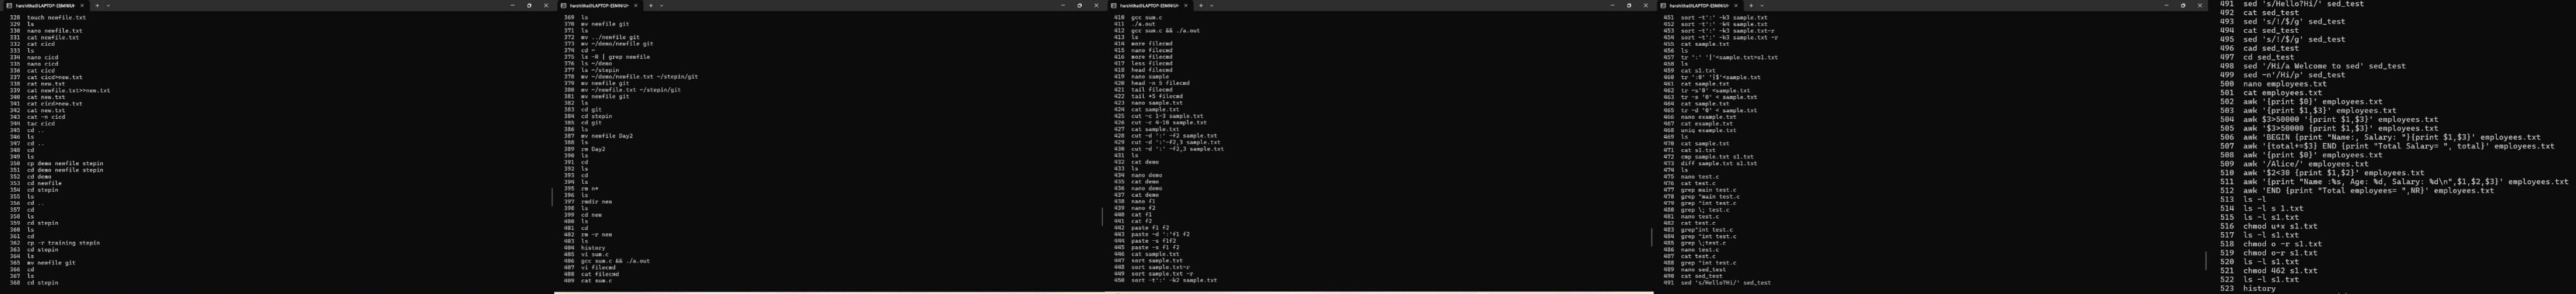 harshitha@LAPTOP-E5MN6U
328 touch newfile.txt
329 ls
330 nano newfile.txt
331 cat newfile.txt
332 cat cicd
333 ls
334 nano cicd
335 nano cicd
336 cat cicd
337 cat cicd>new.txt
338 cat new.txt
339 cat newfile.txt>>new.txt
340 cat new.txt
341 cat cicd>new.txt
342 cat new.txt
343 cat -n cicd
344 tac cicd
345 cd ..
346 ls
347 cd ..
348 cd
349 ls
350 cp demo newfile stepin
351 cd demo newfile stepin
352 cd demo
353 cd newfile
354 cd stepin
355 ls
356 cd ..
357 cd
358 ls
359 cd stepin
360 ls
361 cd
362 cp -r training stepin
363 cd stepin
364 ls
365 mv newfile git
366 cd
367 ls
368 cd stepin
harshitha@LAPTOP-E5MN6U
369 ls
370 mv newfile git
371 ls
372 mv ../newfile git
373 mv ~/demo/newfile git
374 cd ~
375 ls -R | grep newfile
376 ls ~/demo
377 ls ~/stepin
378 mv ~/demo/newfile.txt ~/stepin/git
379 mv newfile git
380 mv ~/newfile.txt ~/stepin/git
381 mv newfile git
382 ls
383 cd git
384 cd stepin
385 cd git
386 ls
387 mv newfile Day2
388 ls
389 rm Day2
390 ls
391 cd
392 ls
393 cd
394 ls
395 rm n*
396 ls
397 rmdir new
398 ls
399 cd new
400 ls
401 cd
402 rm -r new
403 ls
404 history
405 vi sum.c
406 gcc sum.c && ./a.out
407 vi filecmd
408 cat filecmd
409 cat sum.c
harshitha@LAPTOP-E5MN6U
410 gcc sum.c
411 ./a.out
412 gcc sum.c && ./a.out
413 ls
414 more filecmd
415 nano filecmd
416 more filecmd
417 less filecmd
418 head filecmd
419 nano sample
420 head -n 5 filecmd
421 tail filecmd
422 tail +5 filecmd
423 nano sample.txt
424 cat sample.txt
425 cut -c 1-3 sample.txt
426 cut -c 4-10 sample.txt
427 cat sample.txt
428 cut -d ':' -f2 sample.txt
429 cut -d ':'-f2,3 sample.txt
430 cut -d ':' -f2,3 sample.txt
431 ls
432 cat demo
433 ls
434 nano demo
435 cat demo
436 nano demo
437 cat demo
438 nano f1
439 nano f2
440 cat f1
441 cat f2
442 paste f1 f2
443 paste -d ':'f1 f2
444 paste -s f1f2
445 paste -s f1 f2
446 cat sample.txt
447 sort sample.txt
448 sort sample.txt-r
449 sort sample.txt -r
450 sort -t':' -k2 sample.txt
harshitha@LAPTOP-E5MN6U
451 sort -t':' -k3 sample.txt
452 sort -t':' -k4 sample.txt
453 sort -t':' -k3 sample.txt-r
454 sort -t':' -k3 sample.txt -r
455 cat sample.txt
456 ls
457 tr ':' '|'<sample.txt>s1.txt
458 ls
459 cat s1.txt
460 tr ':0' '|$'<sample.txt
461 cat sample.txt
462 tr -s'0' <sample.txt
463 tr -s '0' < sample.txt
464 cat sample.txt
465 tr -d '0' < sample.txt
466 nano example.txt
467 cat example.txt
468 uniq example.txt
469 ls
470 cat sample.txt
471 cat s1.txt
472 cmp sample.txt s1.txt
473 diff sample.txt s1.txt
474 ls
475 nano test.c
476 cat test.c
477 grep main test.c
478 grep ^main test.c
479 grep ^int test.c
480 grep \; test.c
481 nano test.c
482 cat test.c
483 grep^int test.c
484 grep ^int test.c
485 grep \;test.c
486 nano test.c
487 cat test.c
488 grep ^int test.c
489 nano sed_test
490 cat sed_test
491 sed 's/Hello?Hi/' sed_test
491 sed 's/Hello?Hi/' sed_test
492 cat sed_test
493 sed 's/!/$/g' sed_test
494 cat sed_test
495 sed 's/!/$/g' sed_test
496 cad sed_test
497 cd sed_test
498 sed '/Hi/a Welcome to sed' sed_test
499 sed -n'/Hi/p' sed_test
500 nano employees.txt
501 cat employees.txt
502 awk '{print $0}' employees.txt
503 awk '{print $1,$3}' employees.txt
504 awk $3>50000 '{print $1,$3}' employees.txt
505 awk '$3>50000 {print $1,$3}' employees.txt
506 awk 'BEGIN {print "Name:, Salary: "}{print $1,$3}' employees.txt
507 awk '{total+=$3} END {print "Total Salary= ", total}' employees.txt
508 awk '{print $0}' employees.txt
509 awk '/Alice/' employees.txt
510 awk '$2<30 {print $1,$2}' employees.txt
511 awk '{print "Name :%s, Age: %d, Salary: %d\n",$1,$2,$3}' employees.txt
512 awk 'END {print "Total employees= ",NR}' employees.txt
513 ls -l
514 ls -l s 1.txt
515 ls -l s1.txt
516 chmod u+x s1.txt
517 ls -l s1.txt
518 chmod o -r s1.txt
519 chmod o-r s1.txt
520 ls -l s1.txt
521 chmod 462 s1.txt
522 ls -l s1.txt
523 history